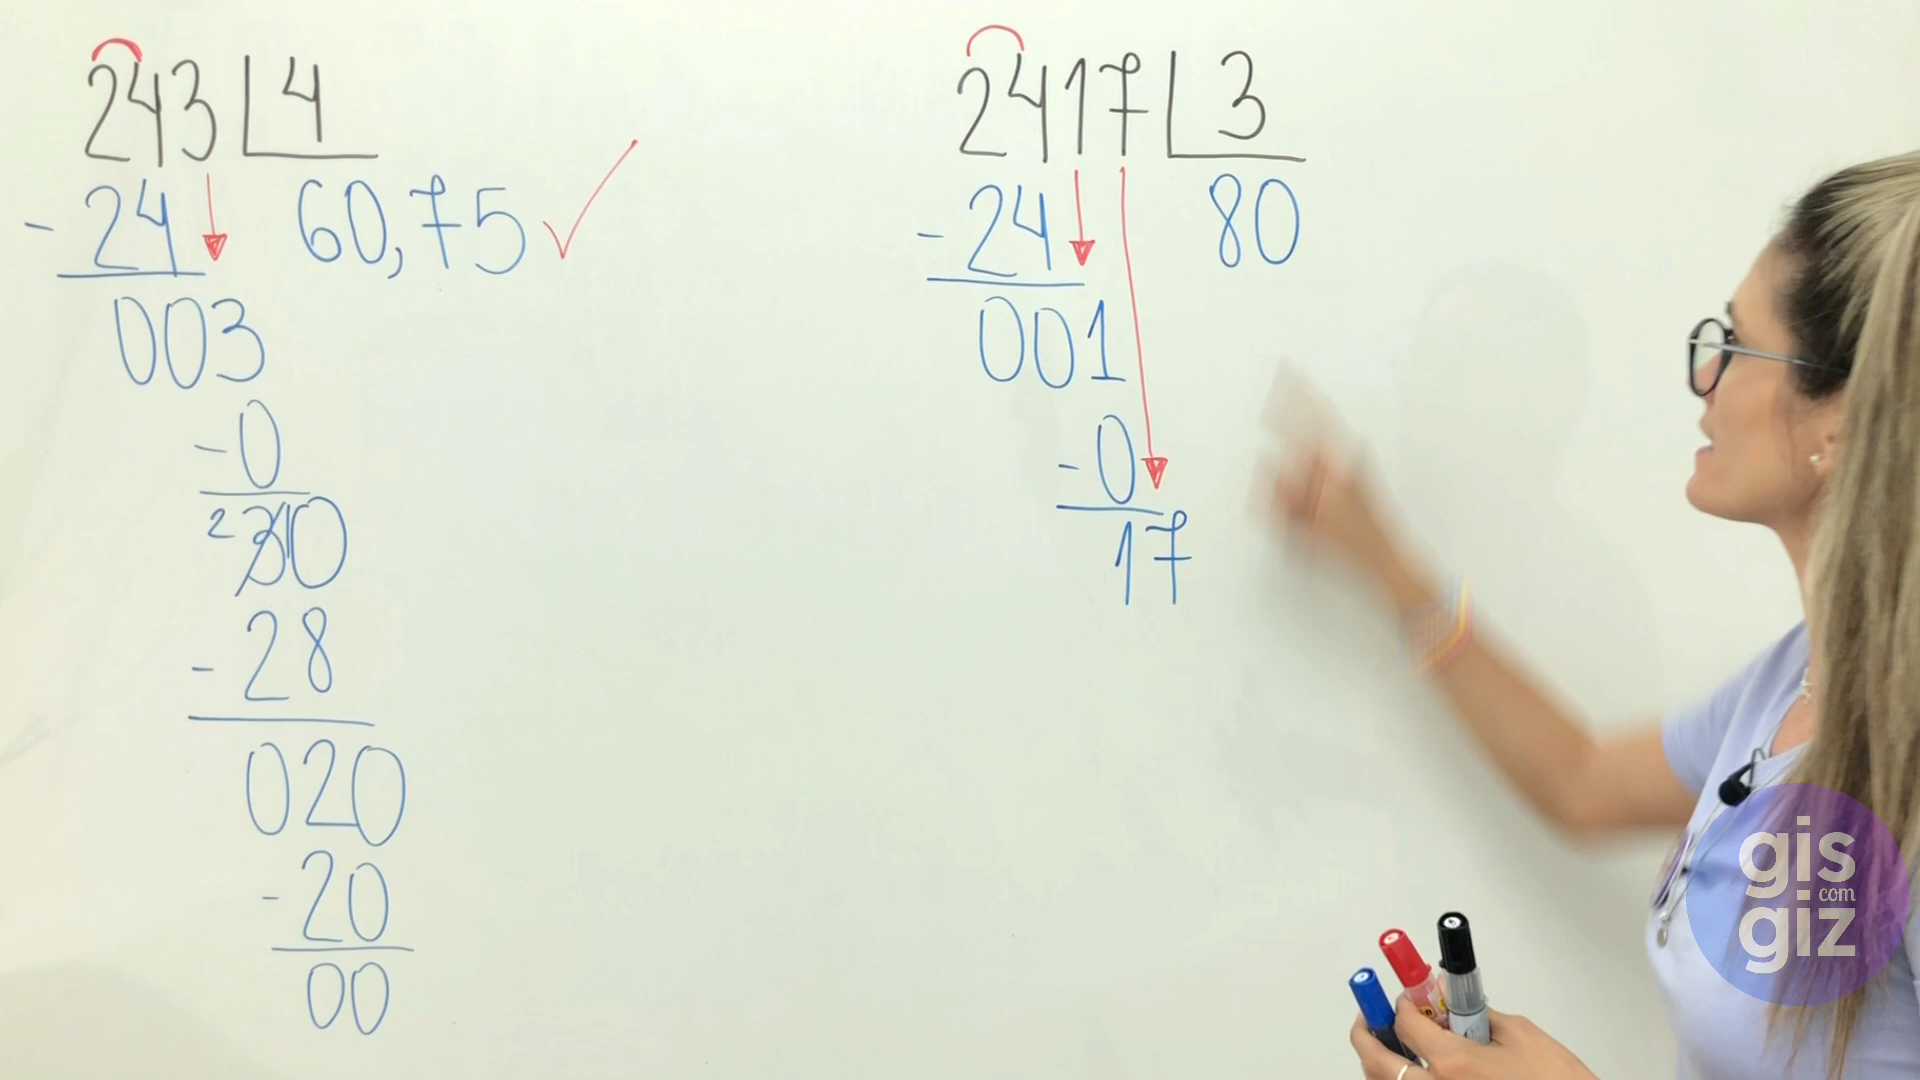 243 4
- 24 60,75 ✓
003
- 0
2 30
- 28
020
- 20
00
2417 3
- 24 80
001
- 0
17
gis
com
giz